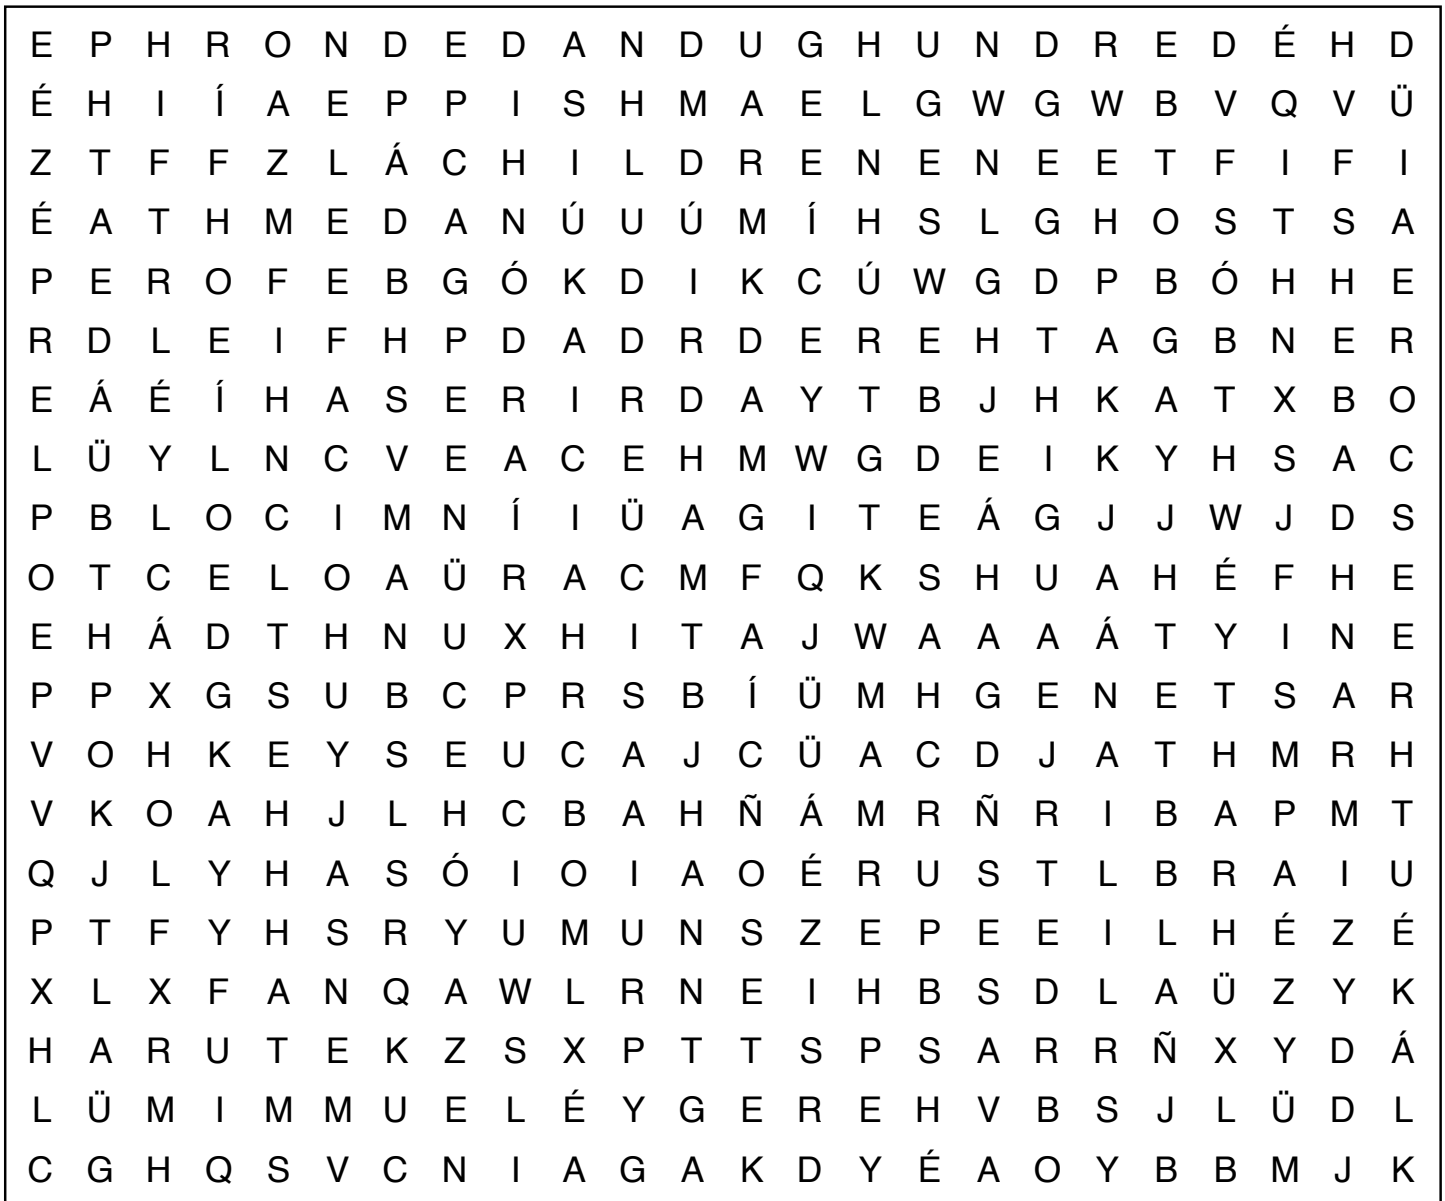 E P H R O N D E D A N D U G H U N D R E D É H D
É H I Í A E P P I S H M A E L G W G W B V Q V Ü
Z T F F Z L Á C H I L D R E N E N E E T F I F I
É A T H M E D A N Ú U Ú M Í H S L G H O S T S A
P E R O F E B G Ó K D I K C Ú W G D P B Ó H H E
R D L E I F H P D A D R D E R E H T A G B N E R
E Á É Í H A S E R I R D A Y T B J H K A T X B O
L Ü Y L N C V E A C E H M W G D E I K Y H S A C
P B L O C I M N Í I Ü A G I T E Á G J J W J D S
O T C E L O A Ü R A C M F Q K S H U A H É F H E
E H Á D T H N U X H I T A J W A A A Á T Y I N E
P P X G S U B C P R S B Í Ü M H G E N E T S A R
V O H K E Y S E U C A J C Ü A C D J A T H M R H
V K O A H J L H C B A H Ñ Á M R Ñ R I B A P M T
Q J L Y H A S Ó I O I A O É R U S T L B R A I U
P T F Y H S R Y U M U N S Z E P E E I L H É Z É
X L X F A N Q A W L R N E I H B S D L A Ü Z Y K
H A R U T E K Z S X P T T S P S A R R Ñ X Y D Á
L Ü M I M M U E L É Y G E R E H V B S J L Ü D L
C G H Q S V C N I A G A K D Y É A O Y B B M J K